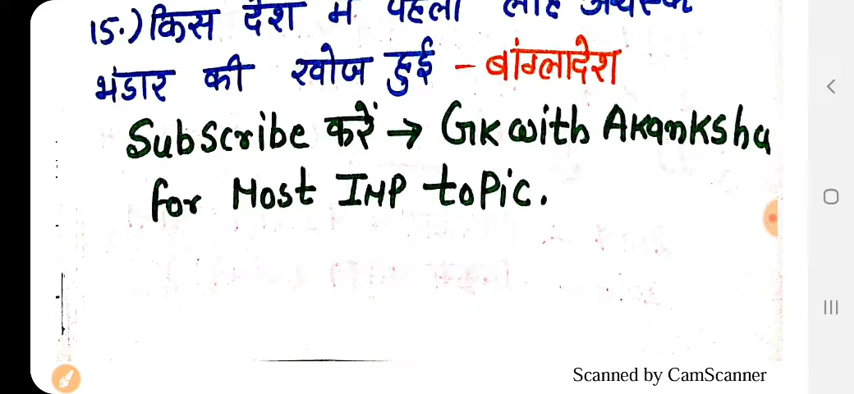 15.) किस देश में पहली लौह अयस्क
भंडार की खोज हुई - बांग्लादेश
Subscribe करें → GK with Akanksha
for Most IMP topic.
Scanned by CamScanner